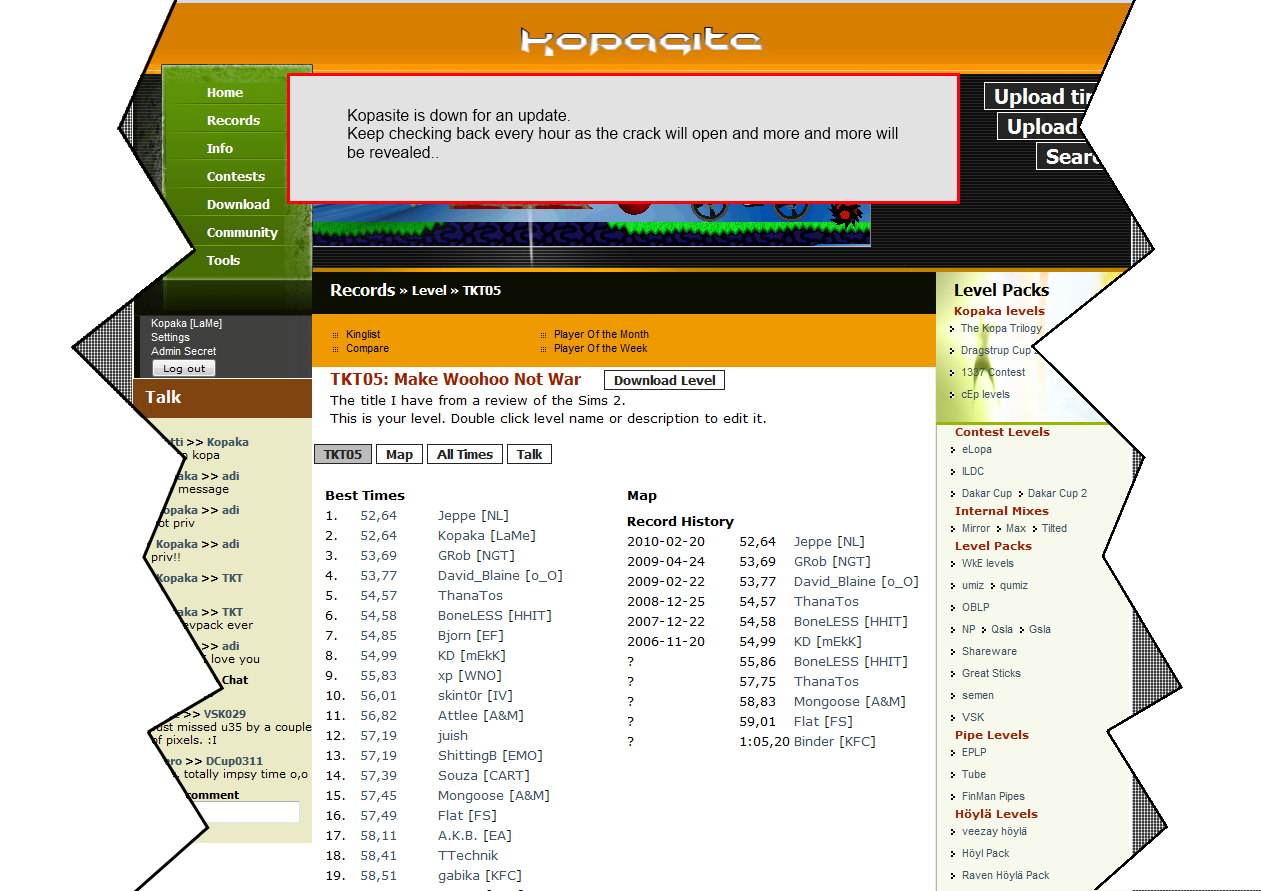 Kopasite
Home
Records
Info
Contests
Download
Community
Tools
Kopasite is down for an update.
Keep checking back every hour as the crack will open and more and more will
be revealed..
Upload
Upload
Records » Level » TKT05
Kinglist
Compare
Player Of the Month
Player Of the Week
Kopaka [LaMe]
Settings
Admin Secret
Log out
Talk
>> Kopaka
kopa
>> adi
message
>> adi
priv
Kopaka >> adi
priv!!
Kopaka >> TKT
>> TKT
ever
>> adi
love you
Chat
>> VSK029
just missed u35 by a couple
of pixels. :I
>> DCup0311
totally impsy time o,o
comment
TKT05: Make Woohoo Not War
Download Level
The title I have from a review of the Sims 2.
This is your level. Double click level name or description to edit it.
TKT05 Map All Times Talk
Best Times
1. 52,64 Jeppe [NL]
2. 52,64 Kopaka [LaMe]
3. 53,69 GRob [NGT]
4. 53,77 David_Blaine [o_O]
5. 54,57 ThanaTos
6. 54,58 BoneLESS [HHIT]
7. 54,85 Bjorn [EF]
8. 54,99 KD [mEkK]
9. 55,83 xp [WNO]
10. 56,01 skint0r [IV]
11. 56,82 Attlee [A&M]
12. 57,19 juish
13. 57,19 ShittingB [EMO]
14. 57,39 Souza [CART]
15. 57,45 Mongoose [A&M]
16. 57,49 Flat [FS]
17. 58,11 A.K.B. [EA]
18. 58,41 TTechnik
19. 58,51 gabika [KFC]
Map
Record History
2010-02-20 52,64 Jeppe [NL]
2009-04-24 53,69 GRob [NGT]
2009-02-22 53,77 David_Blaine [o_O]
2008-12-25 54,57 ThanaTos
2007-12-22 54,58 BoneLESS [HHIT]
2006-11-20 54,99 KD [mEkK]
? 55,86 BoneLESS [HHIT]
? 57,75 ThanaTos
? 58,83 Mongoose [A&M]
? 59,01 Flat [FS]
? 1:05,20 Binder [KFC]
Level Packs
Kopaka levels
The Kopa Trilogy
Dragstrup Cup
1337 Contest
cEp levels
Contest Levels
eLopa
ILDC
Dakar Cup Dakar Cup 2
Internal Mixes
Mirror Max Tilted
Level Packs
WkE levels
umiz qumiz
OBLP
NP Qsla Gsla
Shareware
Great Sticks
semen
VSK
Pipe Levels
EPLP
Tube
FinMan Pipes
Höylä Levels
veezay höylä
Höyl Pack
Raven Höylä Pack